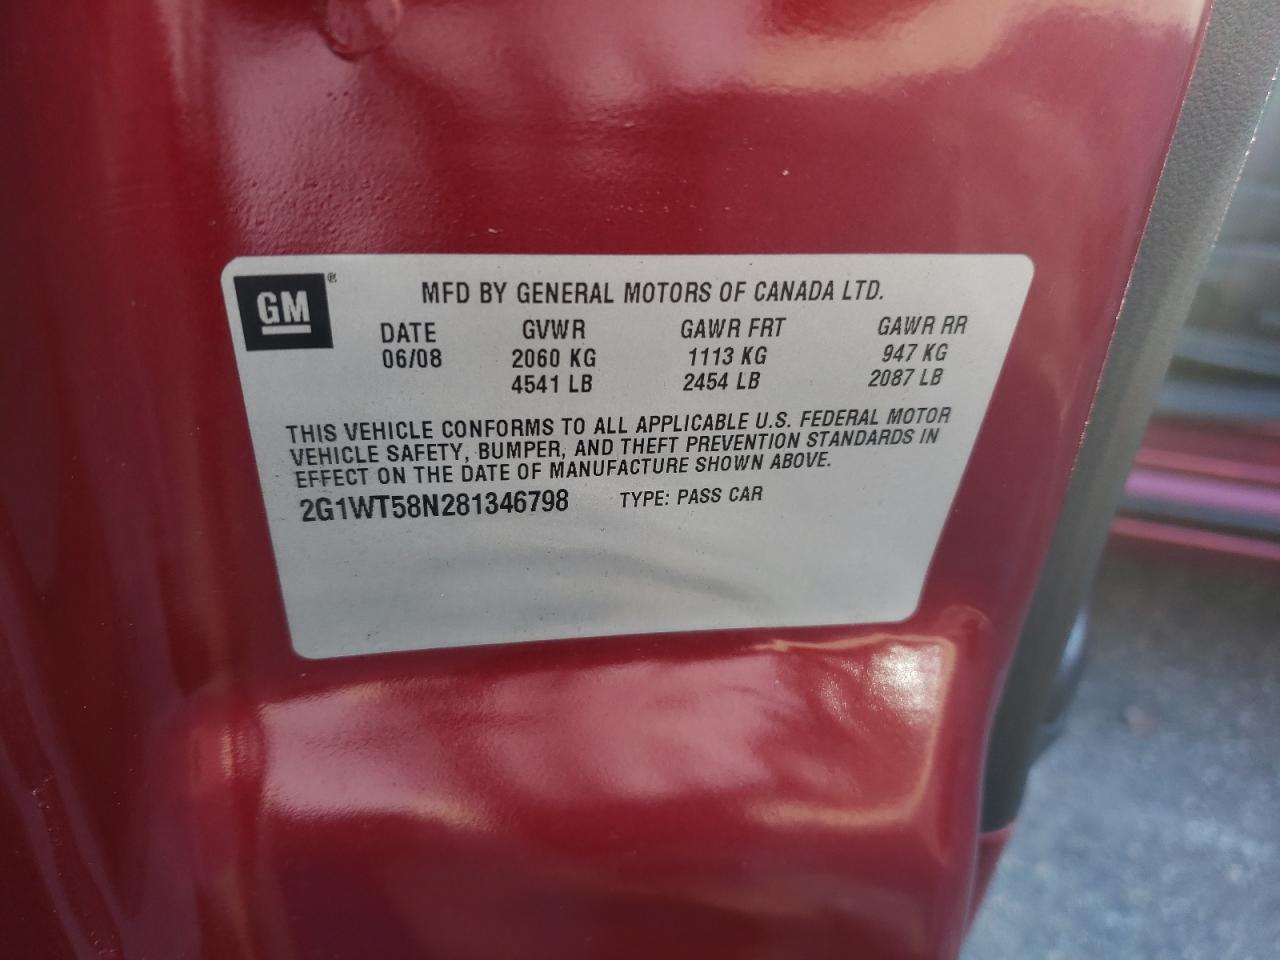 GM®
MFD BY GENERAL MOTORS OF CANADA LTD.
DATE GVWR GAWR FRT GAWR RR
06/08 2060 KG 1113 KG 947 KG
4541 LB 2454 LB 2087 LB
THIS VEHICLE CONFORMS TO ALL APPLICABLE U.S. FEDERAL MOTOR
VEHICLE SAFETY, BUMPER, AND THEFT PREVENTION STANDARDS IN
EFFECT ON THE DATE OF MANUFACTURE SHOWN ABOVE.
2G1WT58N281346798 TYPE: PASS CAR